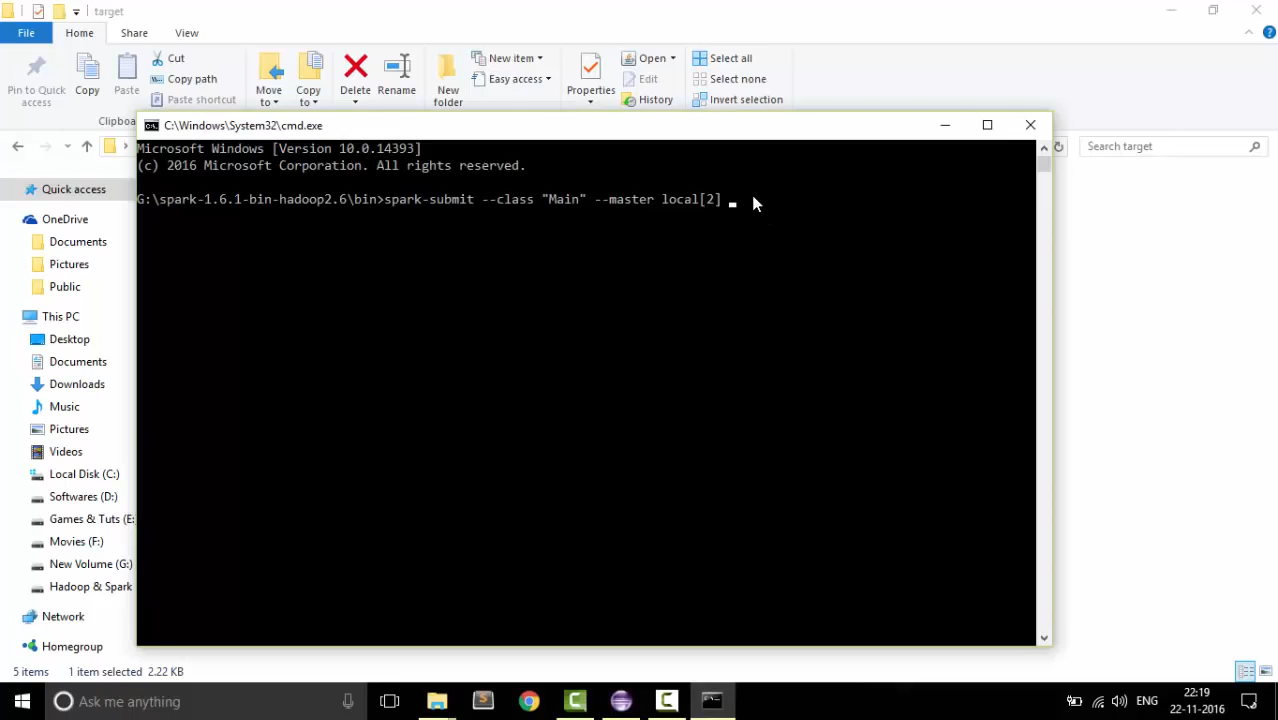 target
File Home Share View
Pin to Quick access
Copy
Paste
Cut
Copy path
Paste shortcut
Move to
Copy to
Delete
Rename
New folder
New item
Easy access
Properties
Open
Edit
History
Select all
Select none
Invert selection
Clipboa
C:\Windows\System32\cmd.exe
Search target
Microsoft Windows [Version 10.0.14393]
(c) 2016 Microsoft Corporation. All rights reserved.
G:\spark-1.6.1-bin-hadoop2.6\bin>spark-submit --class "Main" --master local[2]
Quick access
OneDrive
Documents
Pictures
Public
This PC
Desktop
Documents
Downloads
Music
Pictures
Videos
Local Disk (C:)
Softwares (D:)
Games & Tuts (E:
Movies (F:)
New Volume (G:)
Hadoop & Spark
Network
Homegroup
5 items 1 item selected 2.22 KB
Ask me anything
ENG
22:19
22-11-2016